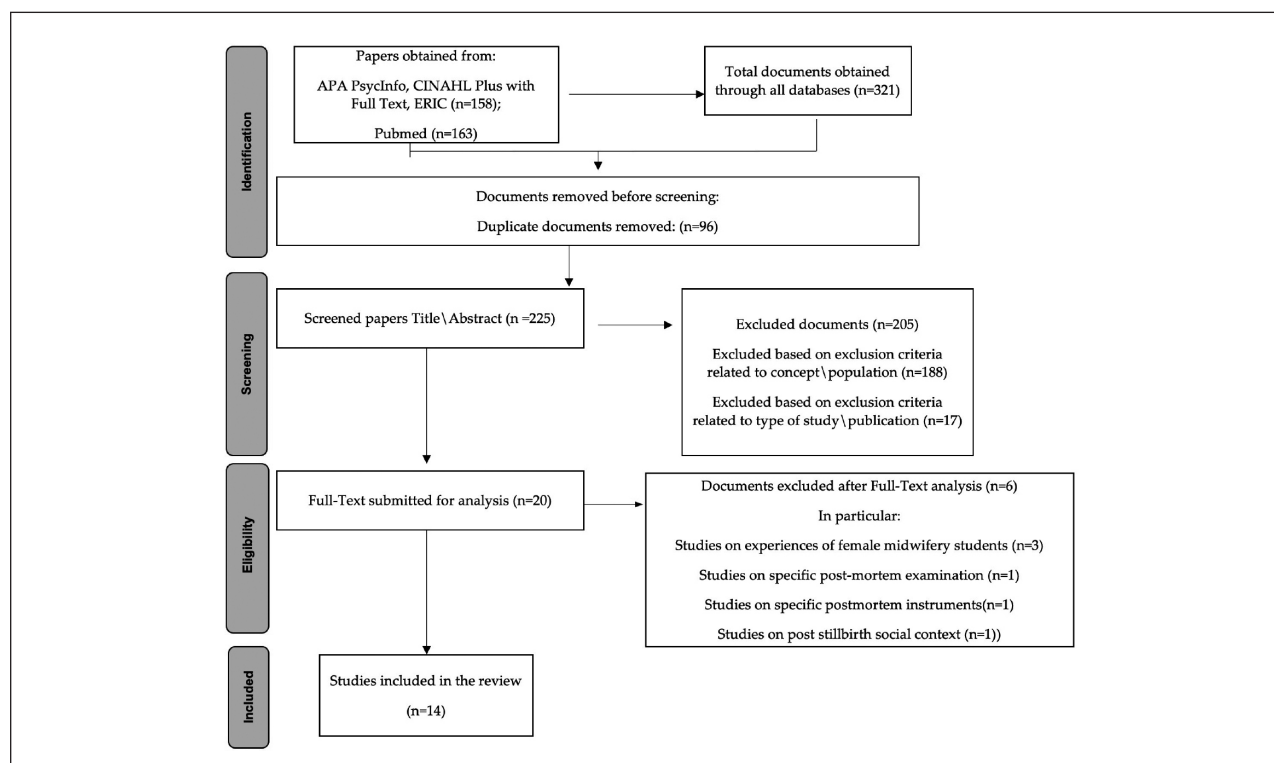 Identification
Papers obtained from:
APA PsycInfo, CINAHL Plus with
Full Text, ERIC (n=158);
Pubmed (n=163)
Total documents obtained
through all databases (n=321)
Documents removed before screening:
Duplicate documents removed: (n=96)
Screening
Screened papers Title\Abstract (n =225)
Excluded documents (n=205)
Excluded based on exclusion criteria
related to concept\population (n=188)
Excluded based on exclusion criteria
related to type of study\publication (n=17)
Eligibility
Full-Text submitted for analysis (n=20)
Documents excluded after Full-Text analysis (n=6)
In particular:
Studies on experiences of female midwifery students (n=3)
Studies on specific post-mortem examination (n=1)
Studies on specific postmortem instruments(n=1)
Studies on post stillbirth social context (n=1))
Included
Studies included in the review
(n=14)